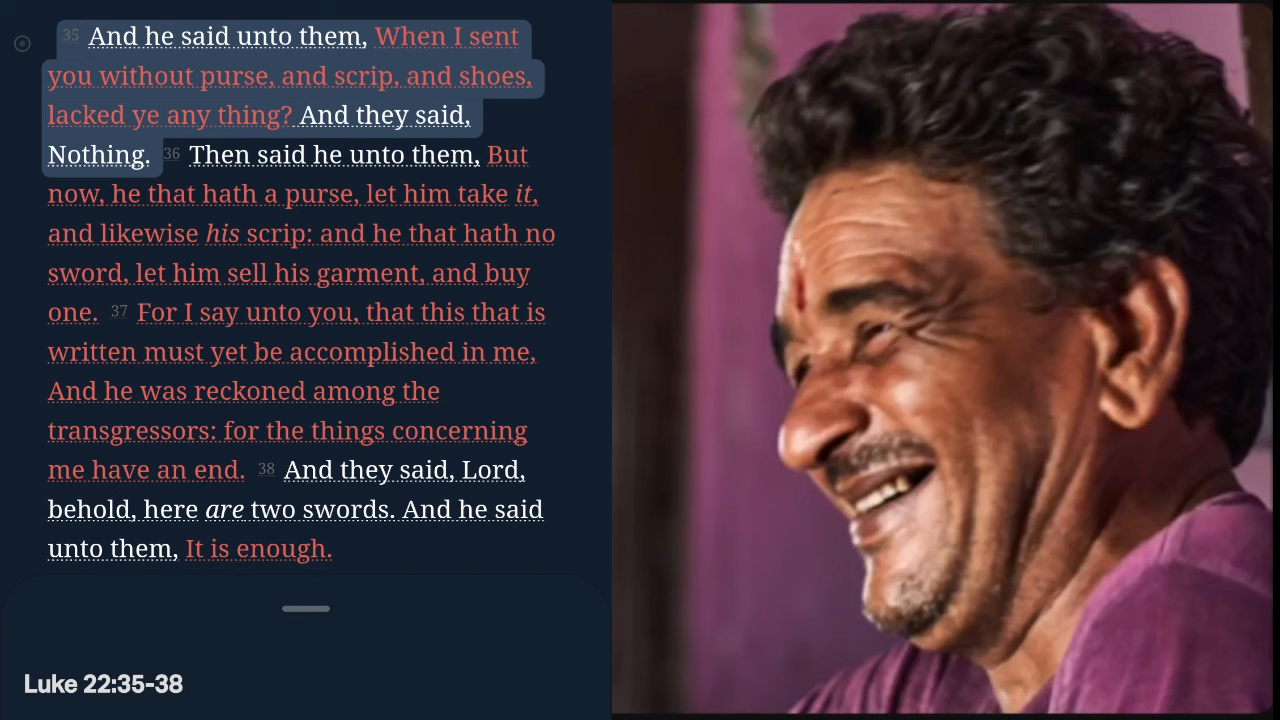 35 And he said unto them, When I sent
you without purse, and scrip, and shoes,
lacked ye any thing? And they said,
Nothing. 36 Then said he unto them, But
now, he that hath a purse, let him take it,
and likewise his scrip: and he that hath no
sword, let him sell his garment, and buy
one. 37 For I say unto you, that this that is
written must yet be accomplished in me,
And he was reckoned among the
transgressors: for the things concerning
me have an end. 38 And they said, Lord,
behold, here are two swords. And he said
unto them, It is enough.
Luke 22:35-38